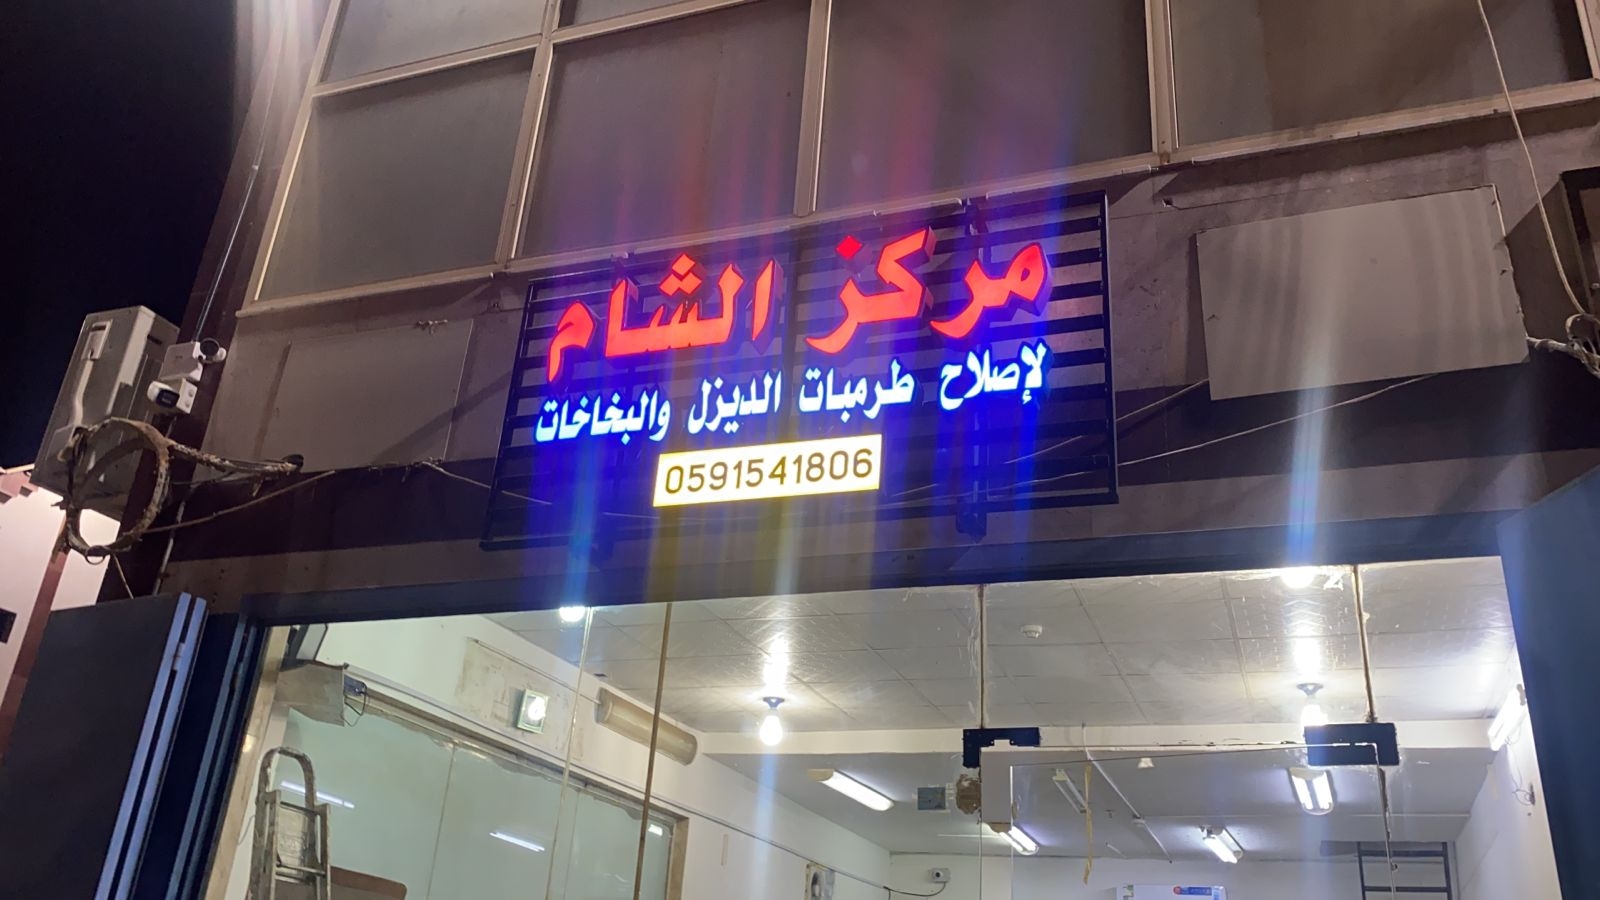 مركز الشام
لإصلاح طرمبات الديزل والبخاخات
0591541806